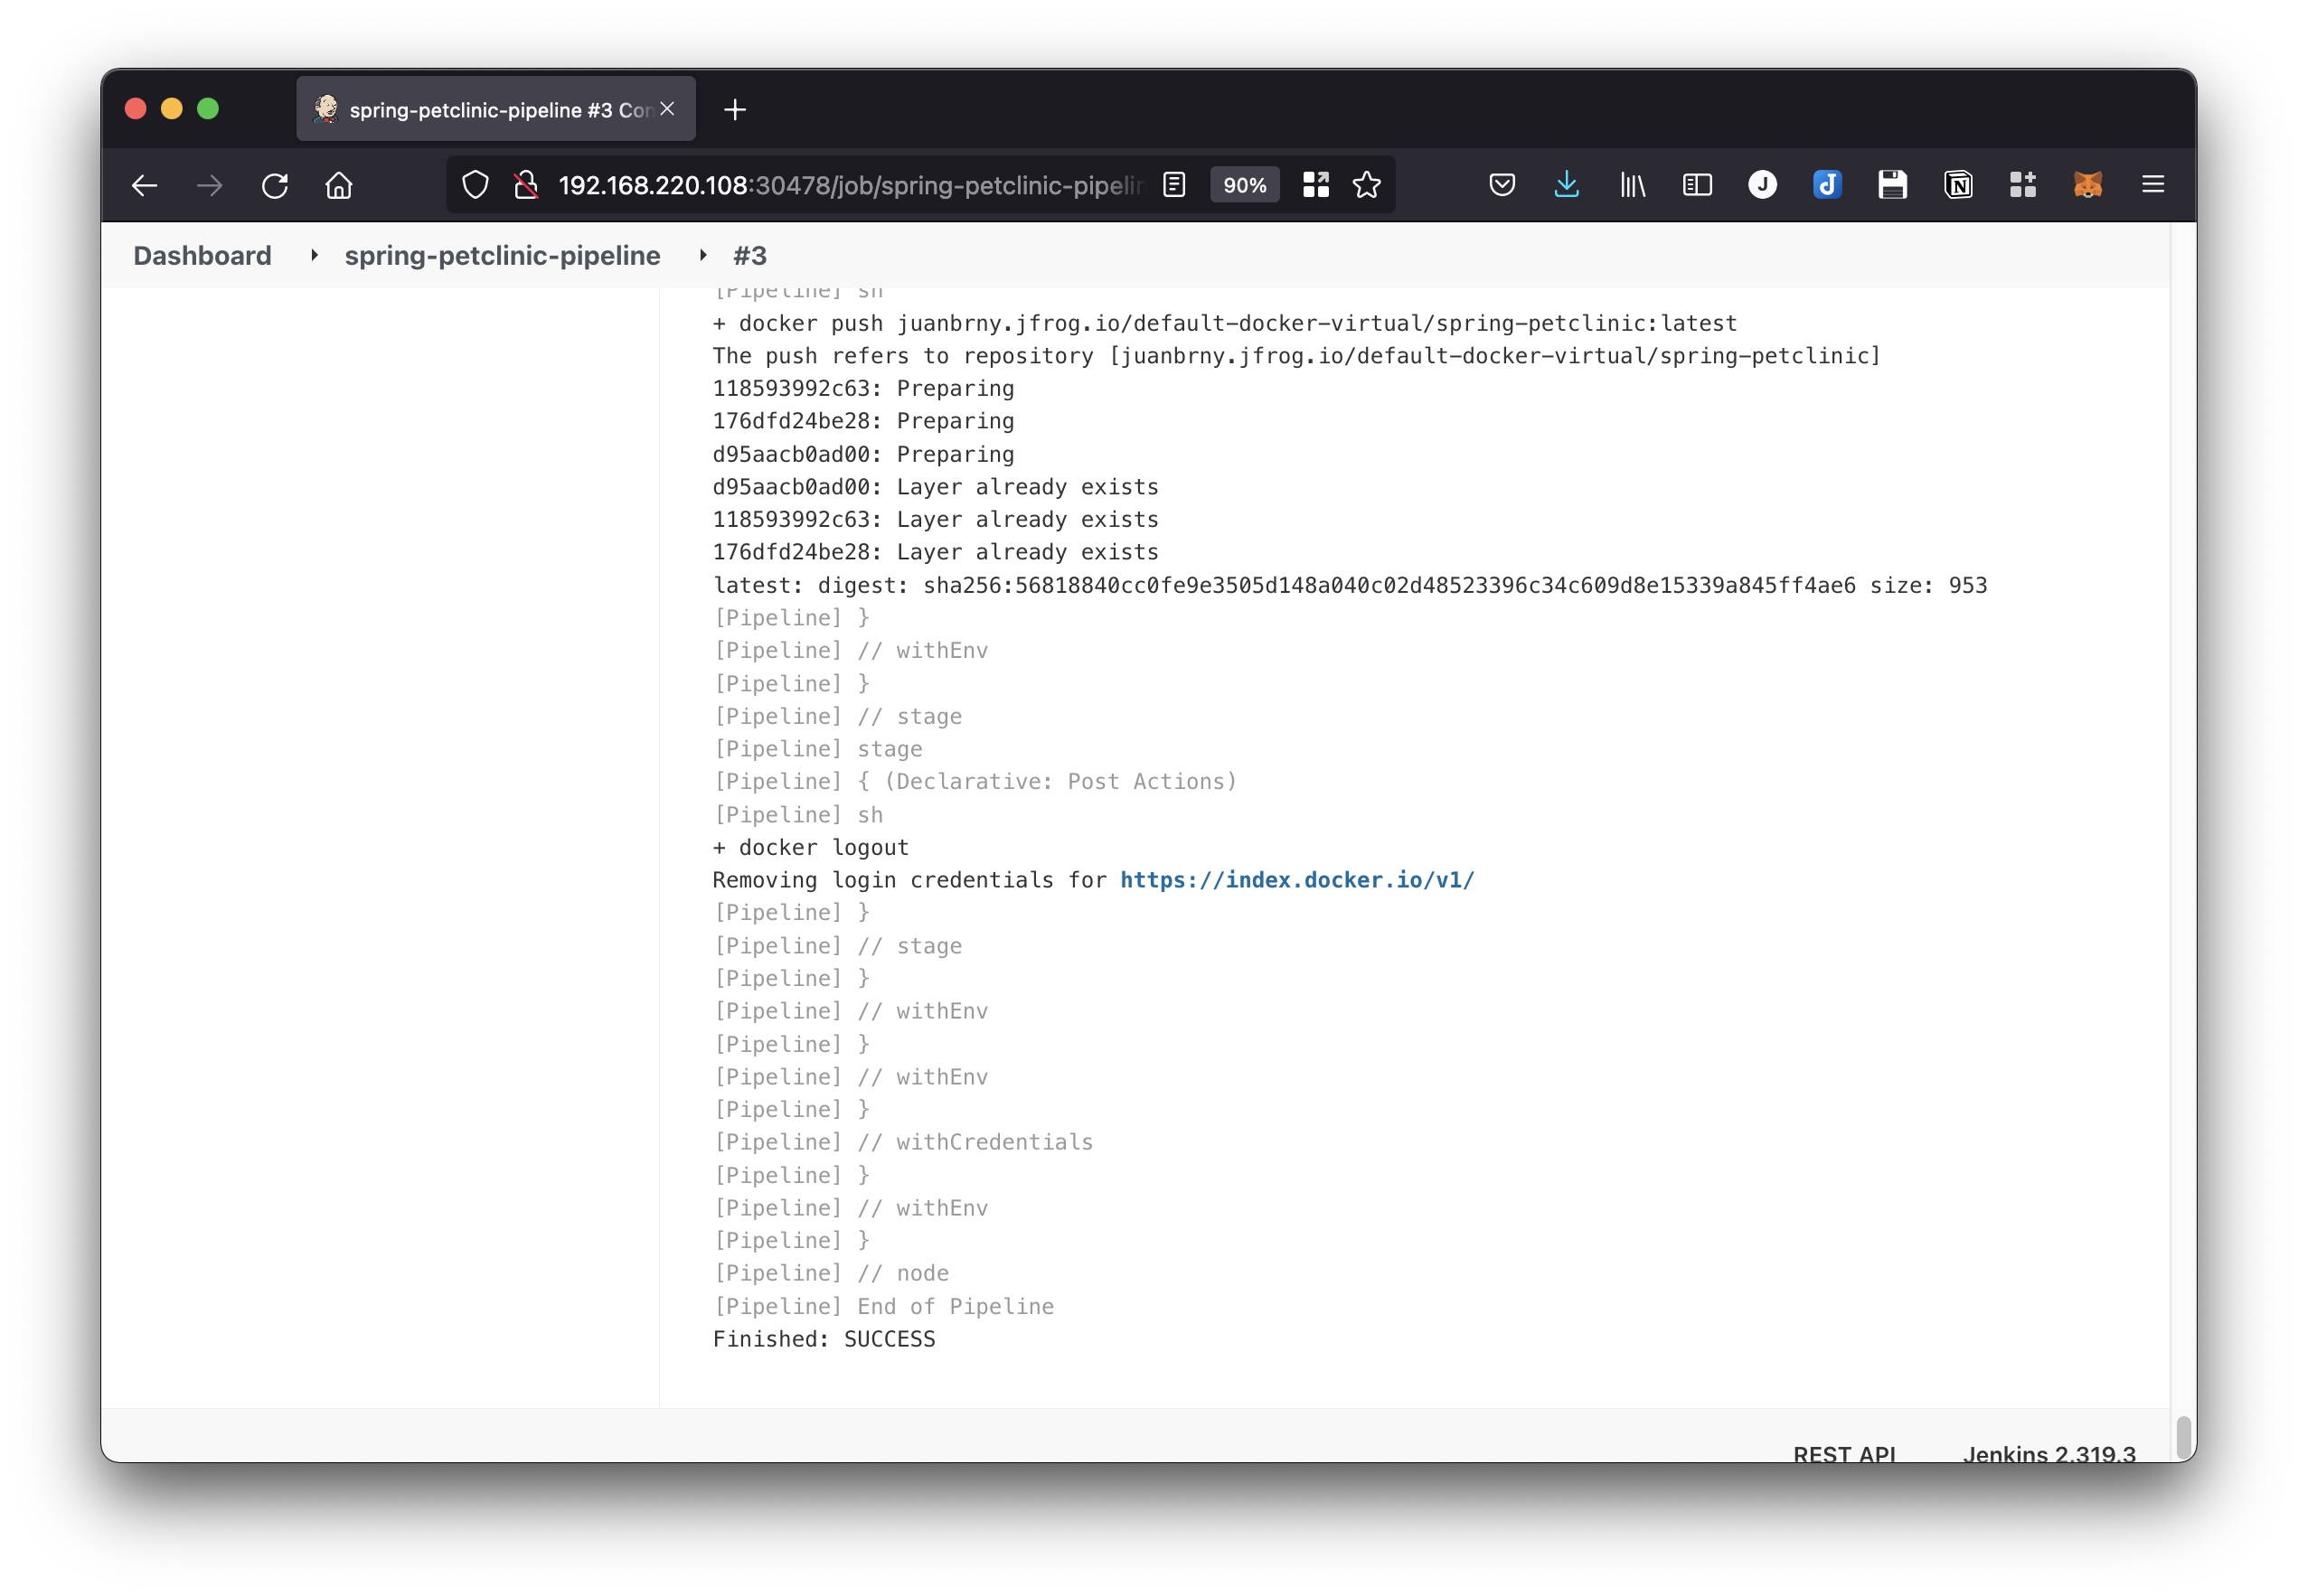 spring-petclinic-pipeline #3 Con
192.168.220.108:30478/job/spring-petclinic-pipelin
90%
Dashboard spring-petclinic-pipeline #3
[Pipeline] sh
+ docker push juanbrny.jfrog.io/default-docker-virtual/spring-petclinic:latest
The push refers to repository [juanbrny.jfrog.io/default-docker-virtual/spring-petclinic]
118593992c63: Preparing
176dfd24be28: Preparing
d95aacb0ad00: Preparing
d95aacb0ad00: Layer already exists
118593992c63: Layer already exists
176dfd24be28: Layer already exists
latest: digest: sha256:56818840cc0fe9e3505d148a040c02d48523396c34c609d8e15339a845ff4ae6 size: 953
[Pipeline] }
[Pipeline] // withEnv
[Pipeline] }
[Pipeline] // stage
[Pipeline] stage
[Pipeline] { (Declarative: Post Actions)
[Pipeline] sh
+ docker logout
Removing login credentials for https://index.docker.io/v1/
[Pipeline] }
[Pipeline] // stage
[Pipeline] }
[Pipeline] // withEnv
[Pipeline] }
[Pipeline] // withEnv
[Pipeline] }
[Pipeline] // withCredentials
[Pipeline] }
[Pipeline] // withEnv
[Pipeline] }
[Pipeline] // node
[Pipeline] End of Pipeline
Finished: SUCCESS
REST API Jenkins 2.319.3